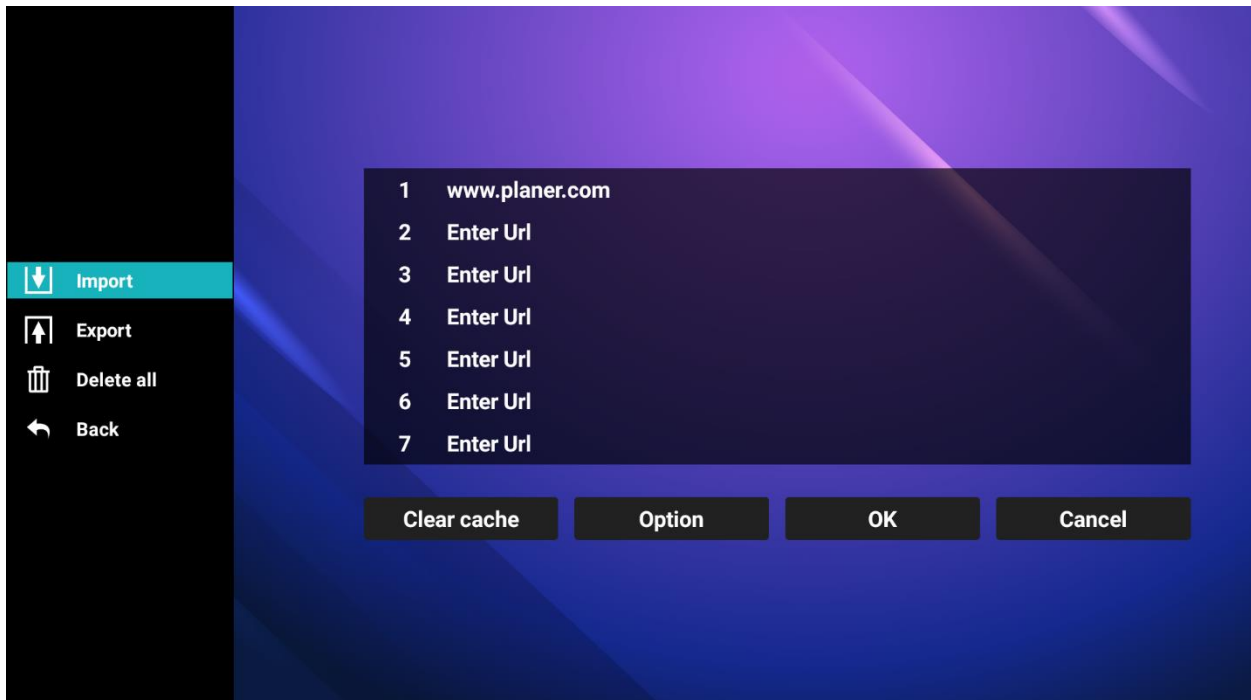 Import
Export
Delete all
Back
1 www.planer.com
2 Enter Url
3 Enter Url
4 Enter Url
5 Enter Url
6 Enter Url
7 Enter Url
Clear cache Option OK Cancel